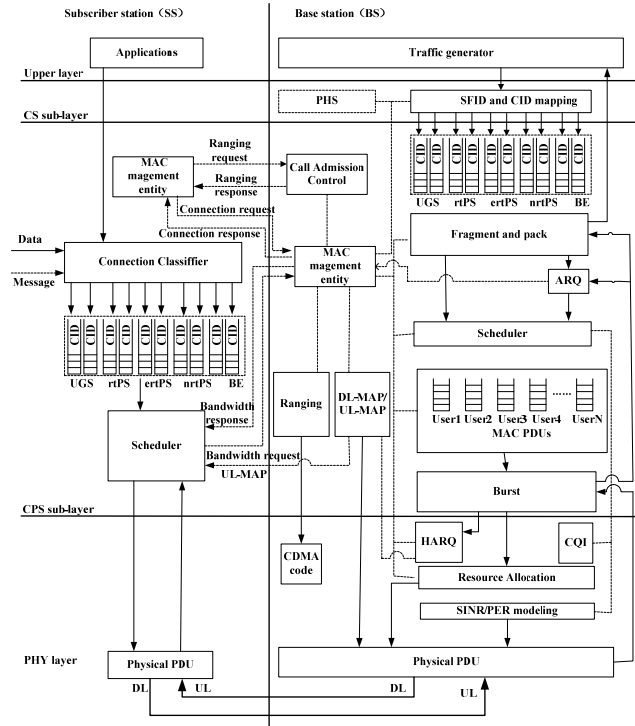 Subscriber station（SS）
Base station（BS）
Applications
Traffic generator
Upper layer
PHS
SFID and CID mapping
CS sub-layer
CID CID CID CID CID CID CID CID CID
UGS rtPS ertPS nrtPS BE
MAC
magement
entity
Ranging
request
Ranging
response
Call Admission
Control
Connection request
Connection response
MAC
magement
entity
Fragment and pack
ARQ
Data
Message
Connection Classiffier
CID CID CID CID CID CID CID CID CID
UGS rtPS ertPS nrtPS BE
Scheduler
Scheduler
Bandwidth
response
Bandwidth request
UL-MAP
Ranging
DL-MAP/
UL-MAP
User1 User2 User3 User4 UserN
MAC PDUs
Burst
CPS sub-layer
HARQ
CQI
CDMA
code
Resource Allocation
SINR/PER modeling
PHY layer
Physical PDU
Physical PDU
DL UL
DL UL